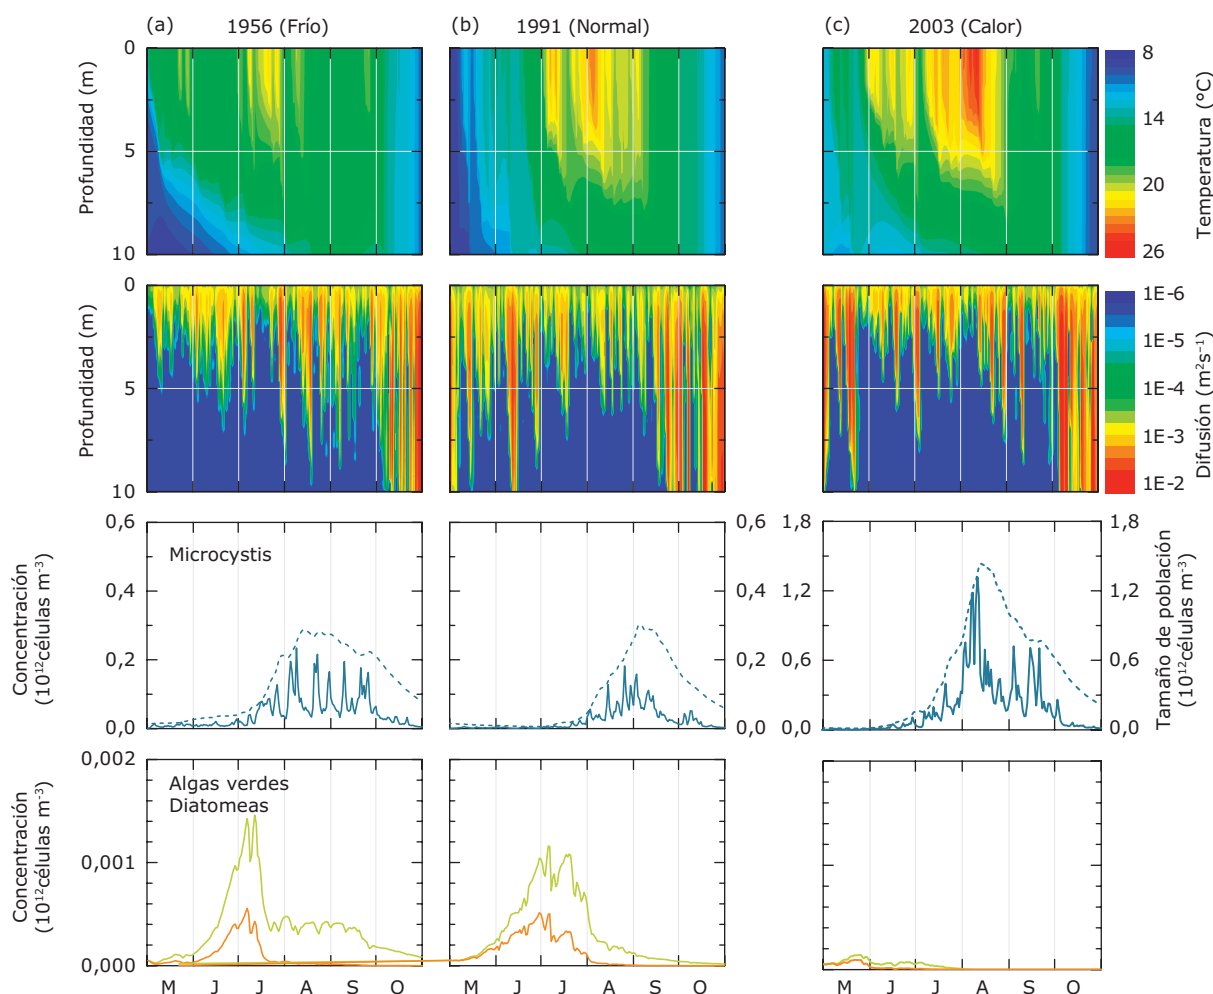 (a) 1956 (Frío)
(b) 1991 (Normal)
(c) 2003 (Calor)
Profundidad (m)
0
5
10
8
14
20
26
Temperatura (°C)
Profundidad (m)
0
5
10
1E-6
1E-5
1E-4
1E-3
1E-2
Difusión (m²s⁻¹)
Concentración
(10¹²células m⁻³)
0,6
0,4
0,2
0,0
Microcystis
0,6
0,4
0,2
0,0
1,8
1,2
0,6
0,0
1,8
1,2
0,6
0,0
Tamaño de población
(10¹²células m⁻³)
Concentración
(10¹²células m⁻³)
0,002
0,001
0,000
Algas verdes
Diatomeas
M J J A S O
M J J A S O
M J J A S O